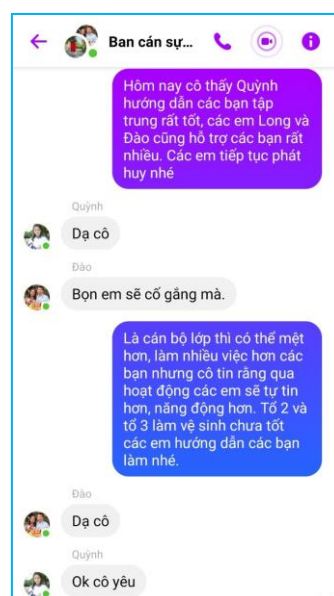 Ban cán sự...
Hôm nay cô thấy Quỳnh
hướng dẫn các bạn tập
trung rất tốt, các em Long và
Đào cũng hỗ trợ các bạn rất
nhiều. Các em tiếp tục phát
huy nhé
Quỳnh
Dạ cô
Đào
Bọn em sẽ cố gắng mà.
Là cán bộ lớp thì có thể mệt
hơn, làm nhiều việc hơn các
bạn nhưng cô tin rằng qua
hoạt động các em sẽ tự tin
hơn, năng động hơn. Tổ 2 và
tổ 3 làm vệ sinh chưa tốt
các em hướng dẫn các bạn
làm nhé.
Đào
Dạ cô
Quỳnh
Ok cô yêu